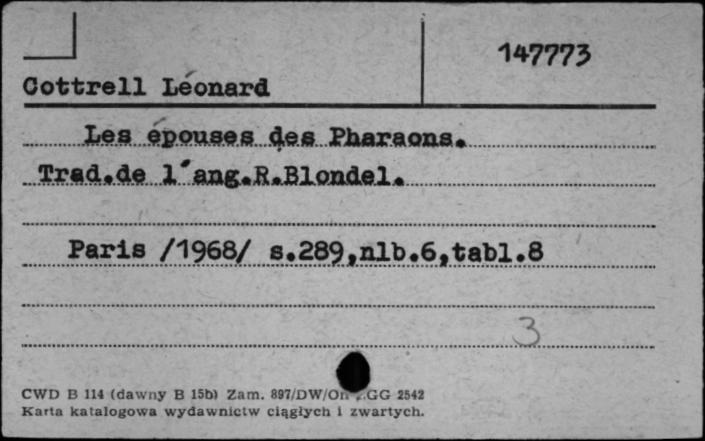 147773
Cottrell Léonard
Les épouses des Pharaons.
Trad.de l'ang.R.Blondel.
Paris /1968/ s.289,nlb.6,tabl.8
3
CWD B 114 (dawny B 15b) Zam. 897/DW/On GG 2542
Karta katalogowa wydawnictw ciągłych i zwartych.